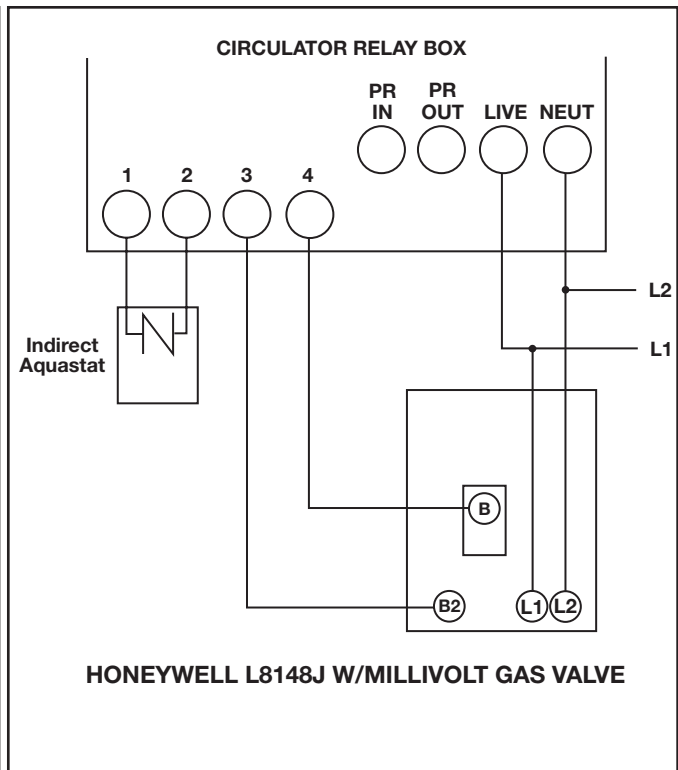 CIRCULATOR RELAY BOX
PR
IN
PR
OUT
LIVE
NEUT
1
2
3
4
L2
L1
Indirect
Aquastat
B
B2
L1
L2
HONEYWELL L8148J W/MILLIVOLT GAS VALVE